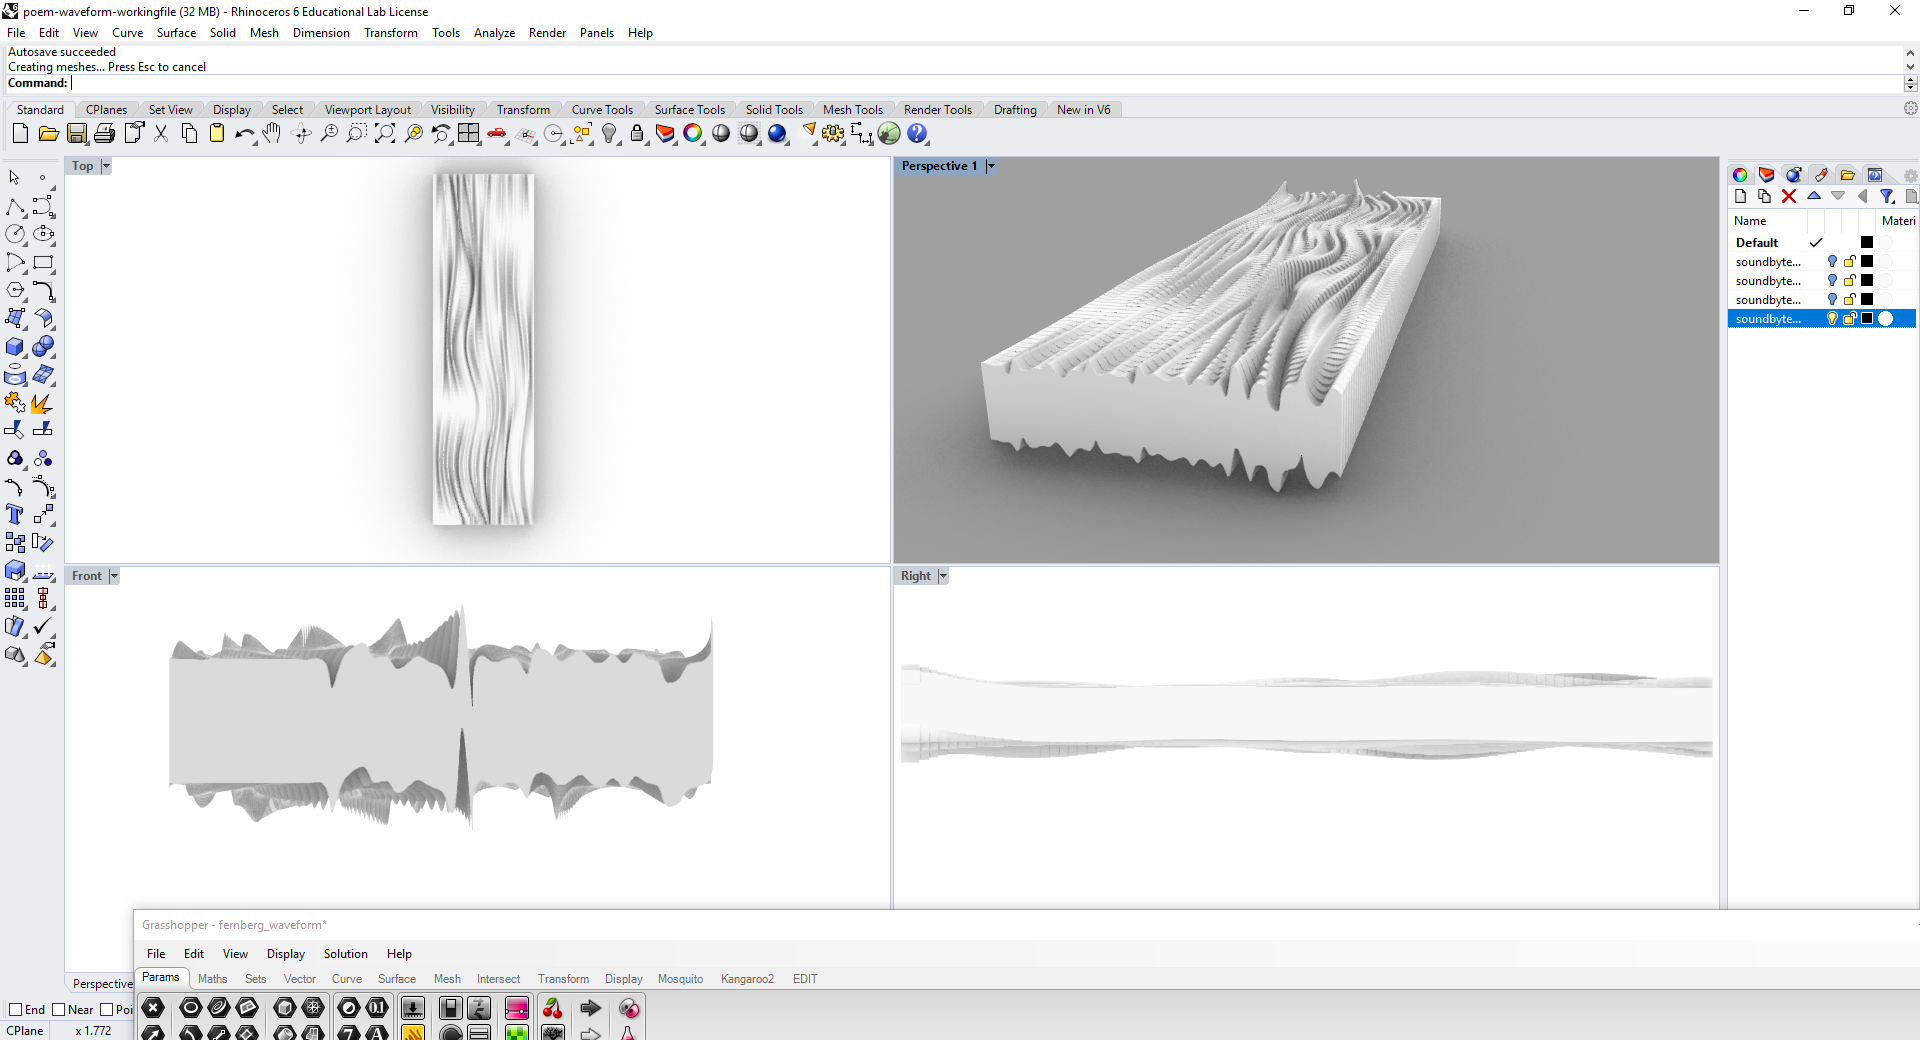 poem-waveform-workingfile (32 MB) - Rhinoceros 6 Educational Lab License
File Edit View Curve Surface Solid Mesh Dimension Transform Tools Analyze Render Panels Help
Autosave succeeded
Creating meshes... Press Esc to cancel
Command:
Standard CPlanes Set View Display Select Viewport Layout Visibility Transform Curve Tools Surface Tools Solid Tools Mesh Tools Render Tools Drafting New in V6
Top
Perspective 1
Name Materi
Default
soundbyte...
soundbyte...
soundbyte...
soundbyte...
Front
Right
Grasshopper - fernberg_waveform*
File Edit View Display Solution Help
Params Maths Sets Vector Curve Surface Mesh Intersect Transform Display Mosquito Kangaroo2 EDIT
Perspective
End Near Poi
CPlane x 1.772